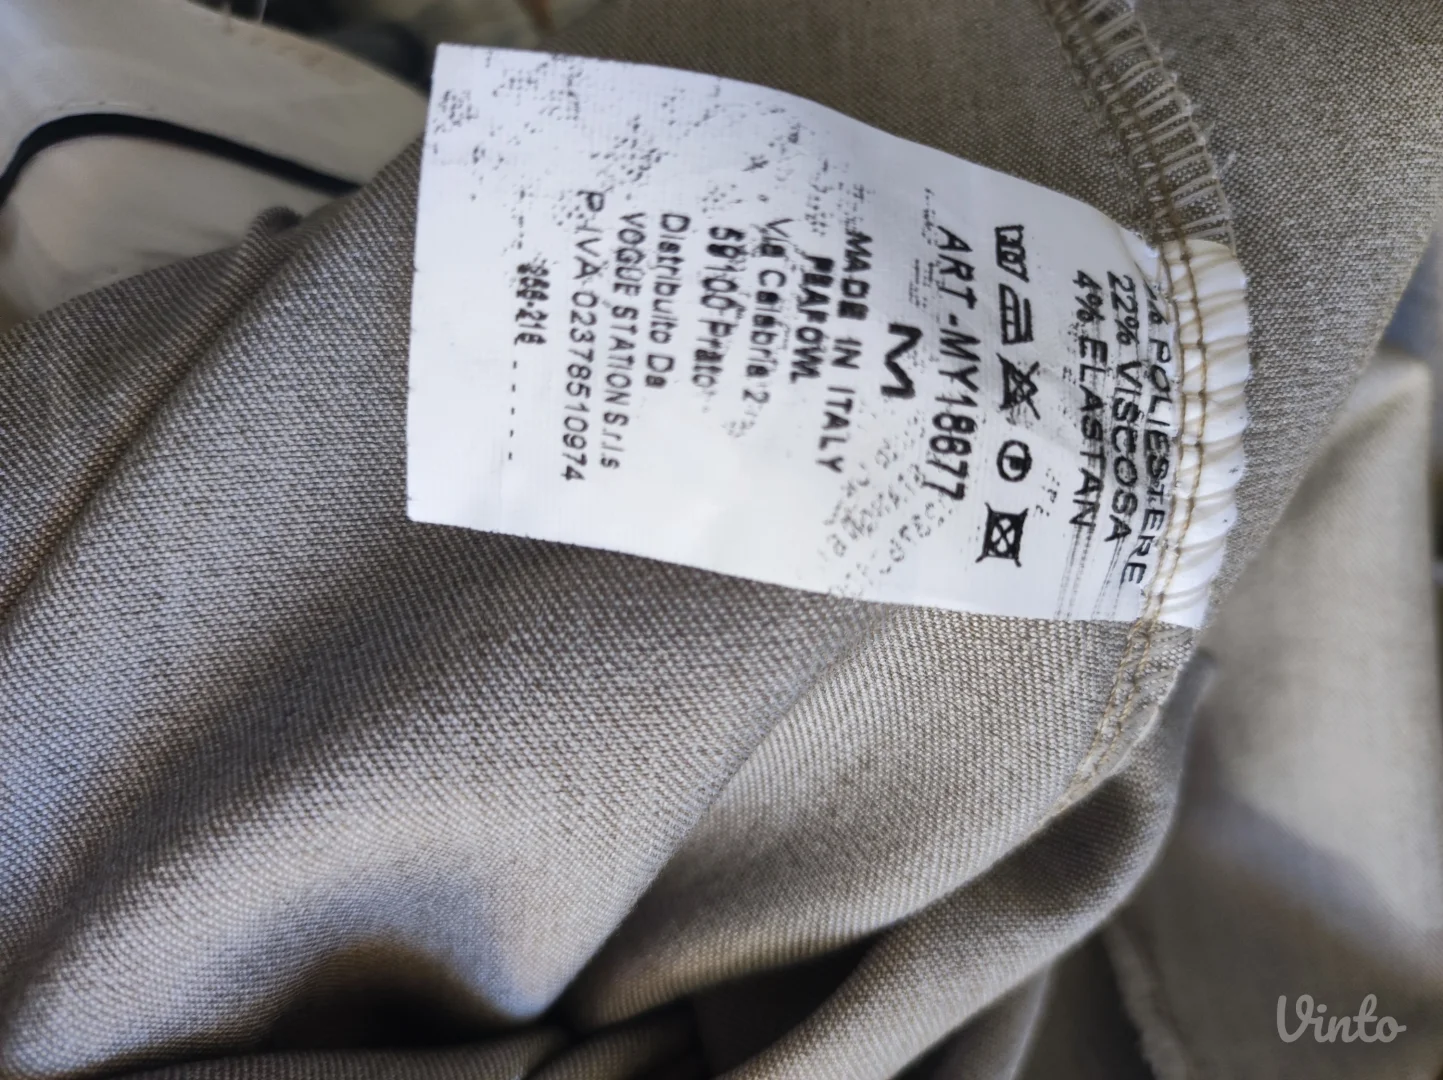 % POLIESTERE
22% VISCOSA
4% ELASTAN
ART-MY18877
M
MADE IN ITALY
Via Calabria 2
59100 Prato
Distribuito Da
VOGUE STATION S.r.l.s
P.IVA 02378510974
Vinto